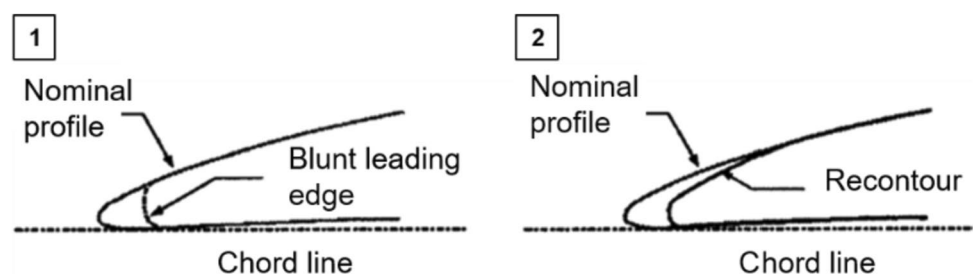 1
Nominal
profile
Blunt leading
edge
Chord line
2
Nominal
profile
Recontour
Chord line